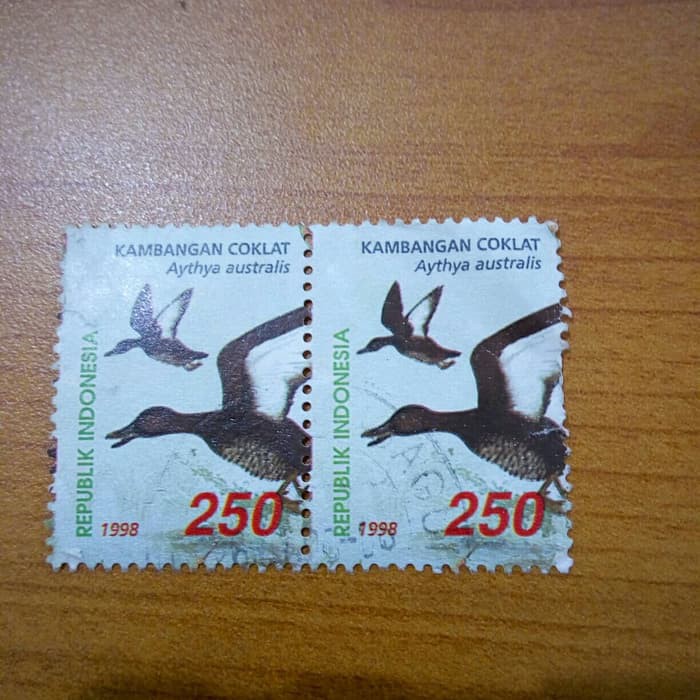 KAMBANGAN COKLAT
Aythya australis
REPUBLIK INDONESIA
1998
250
KAMBANGAN COKLAT
Aythya australis
REPUBLIK INDONESIA
1998
250